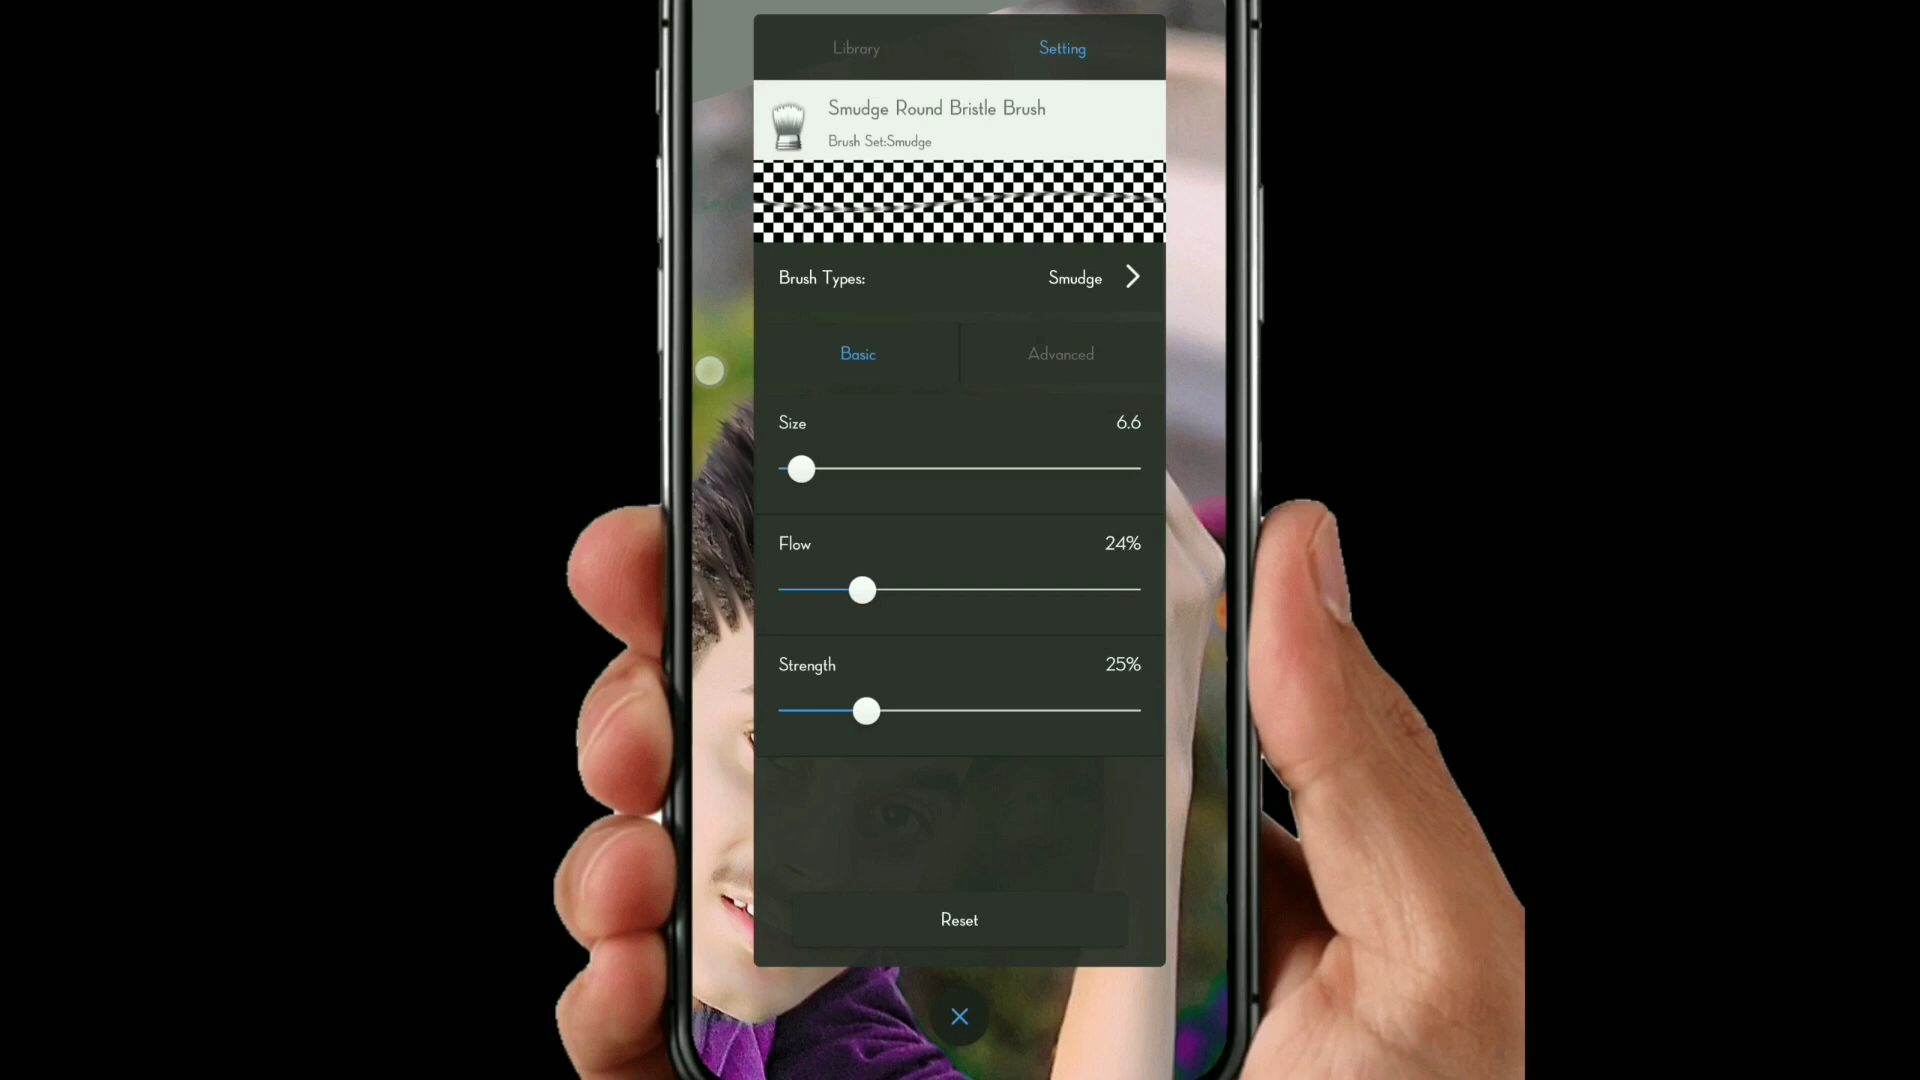 Library Setting
Smudge Round Bristle Brush
Brush Set:Smudge
Brush Types: Smudge
Basic Advanced
Size 6.6
Flow 24%
Strength 25%
Reset